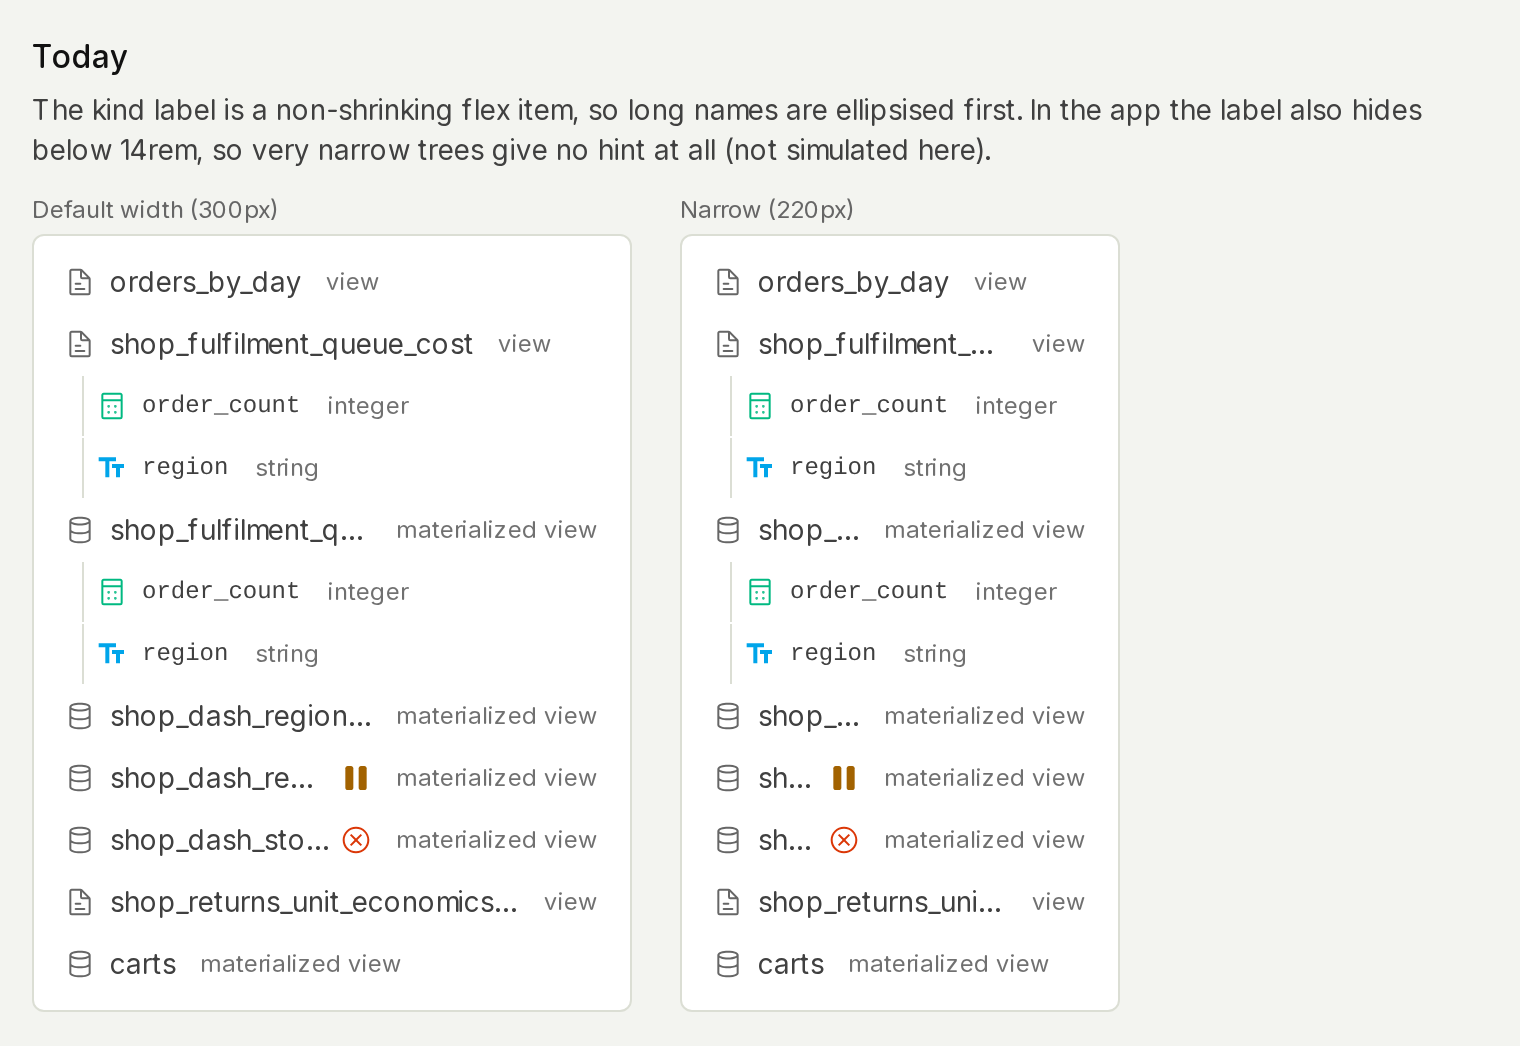 Today
The kind label is a non-shrinking flex item, so long names are ellipsised first. In the app the label also hides
below 14rem, so very narrow trees give no hint at all (not simulated here).
Default width (300px)
orders_by_day view
shop_fulfilment_queue_cost view
order_count integer
region string
shop_fulfilment_q... materialized view
order_count integer
region string
shop_dash_region... materialized view
shop_dash_re... materialized view
shop_dash_sto... materialized view
shop_returns_unit_economics... view
carts materialized view
Narrow (220px)
orders_by_day view
shop_fulfilment_... view
order_count integer
region string
shop_... materialized view
order_count integer
region string
shop_... materialized view
sh... materialized view
sh... materialized view
shop_returns_uni... view
carts materialized view